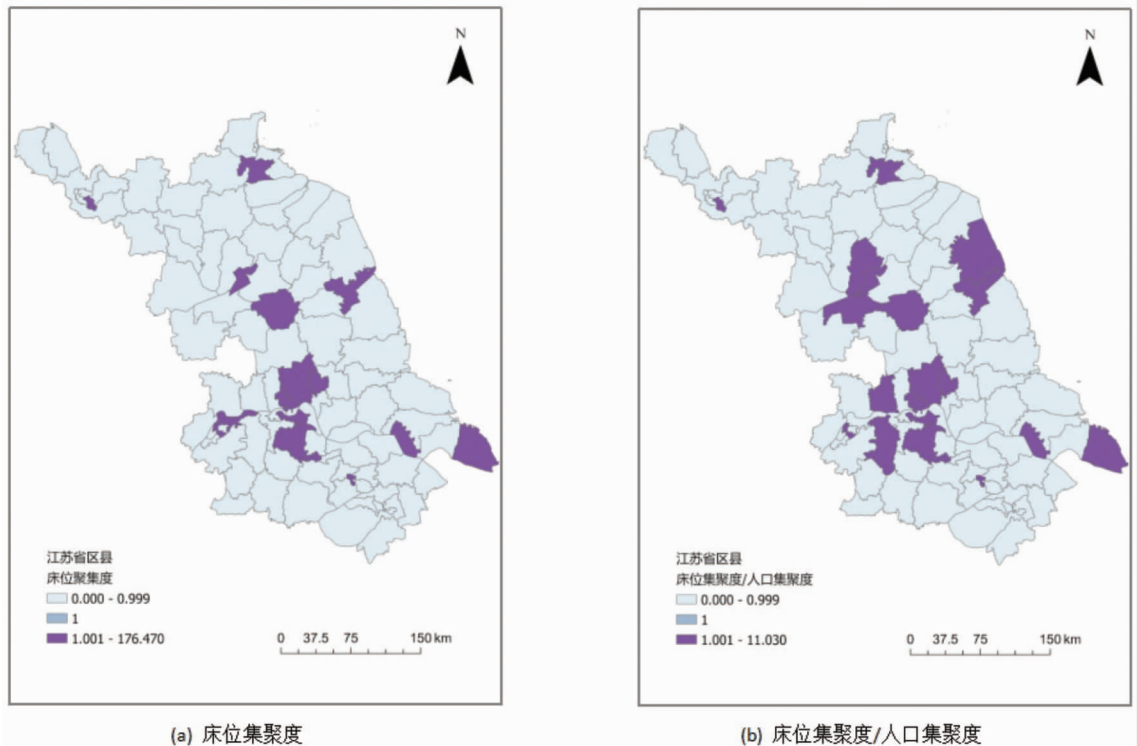 N
江苏省区县
床位聚集度
0.000 - 0.999
1
1.001 - 176.470
0 37.5 75 150 km
(a) 床位集聚度
N
江苏省区县
床位集聚度/人口集聚度
0.000 - 0.999
1
1.001 - 11.030
0 37.5 75 150 km
(b) 床位集聚度/人口集聚度